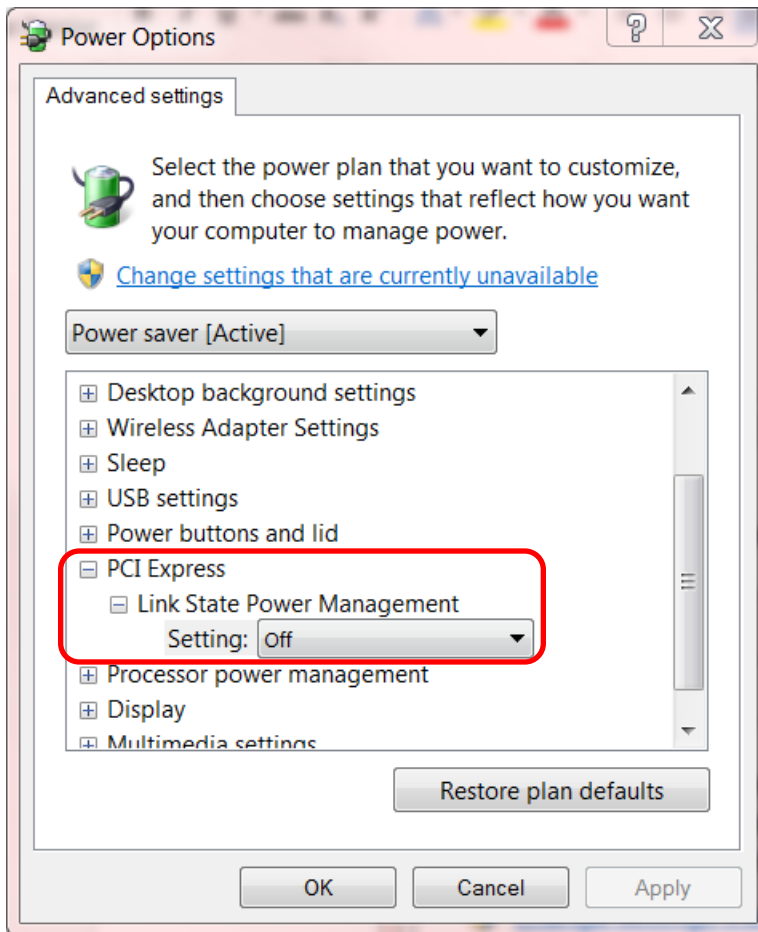 Power Options
Advanced settings
Select the power plan that you want to customize,
and then choose settings that reflect how you want
your computer to manage power.
Change settings that are currently unavailable
Power saver [Active]
Desktop background settings
Wireless Adapter Settings
Sleep
USB settings
Power buttons and lid
PCI Express
Link State Power Management
Setting: Off
Processor power management
Display
Multimedia settings
Restore plan defaults
OK Cancel Apply